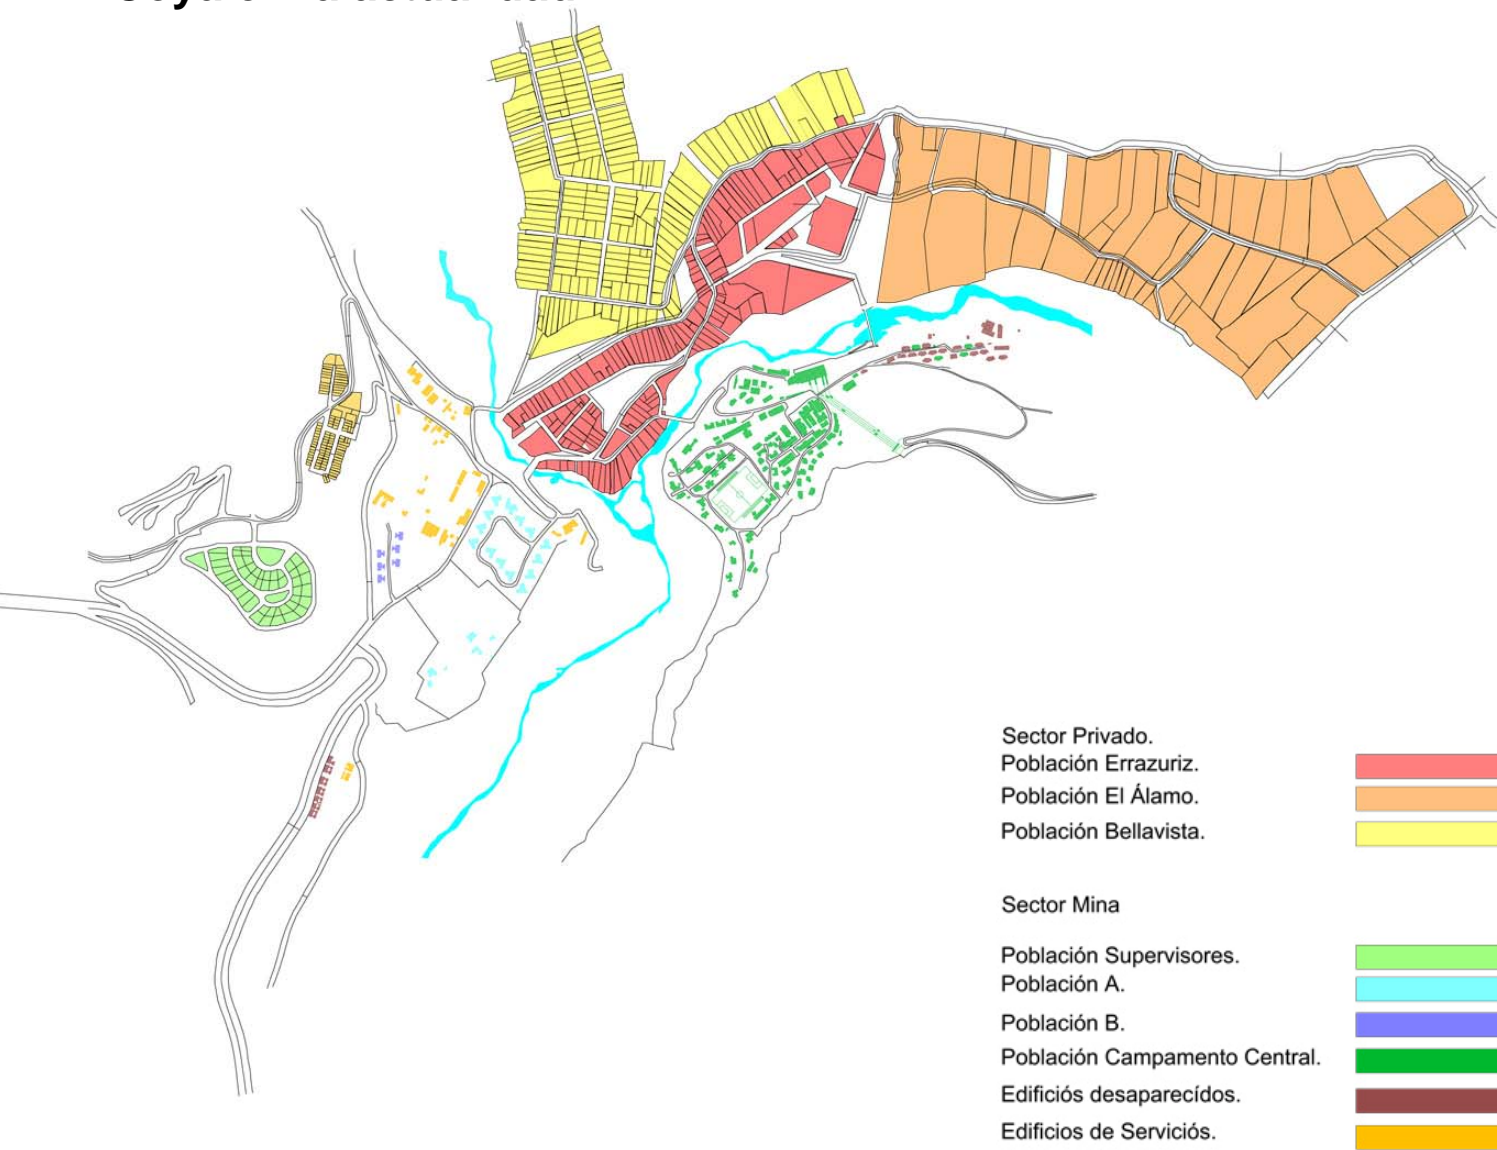 Sector Privado.
Población Errazuriz.
Población El Álamo.
Población Bellavista.
Sector Mina
Población Supervisores.
Población A.
Población B.
Población Campamento Central.
Edificiós desaparecídos.
Edificios de Serviciós.